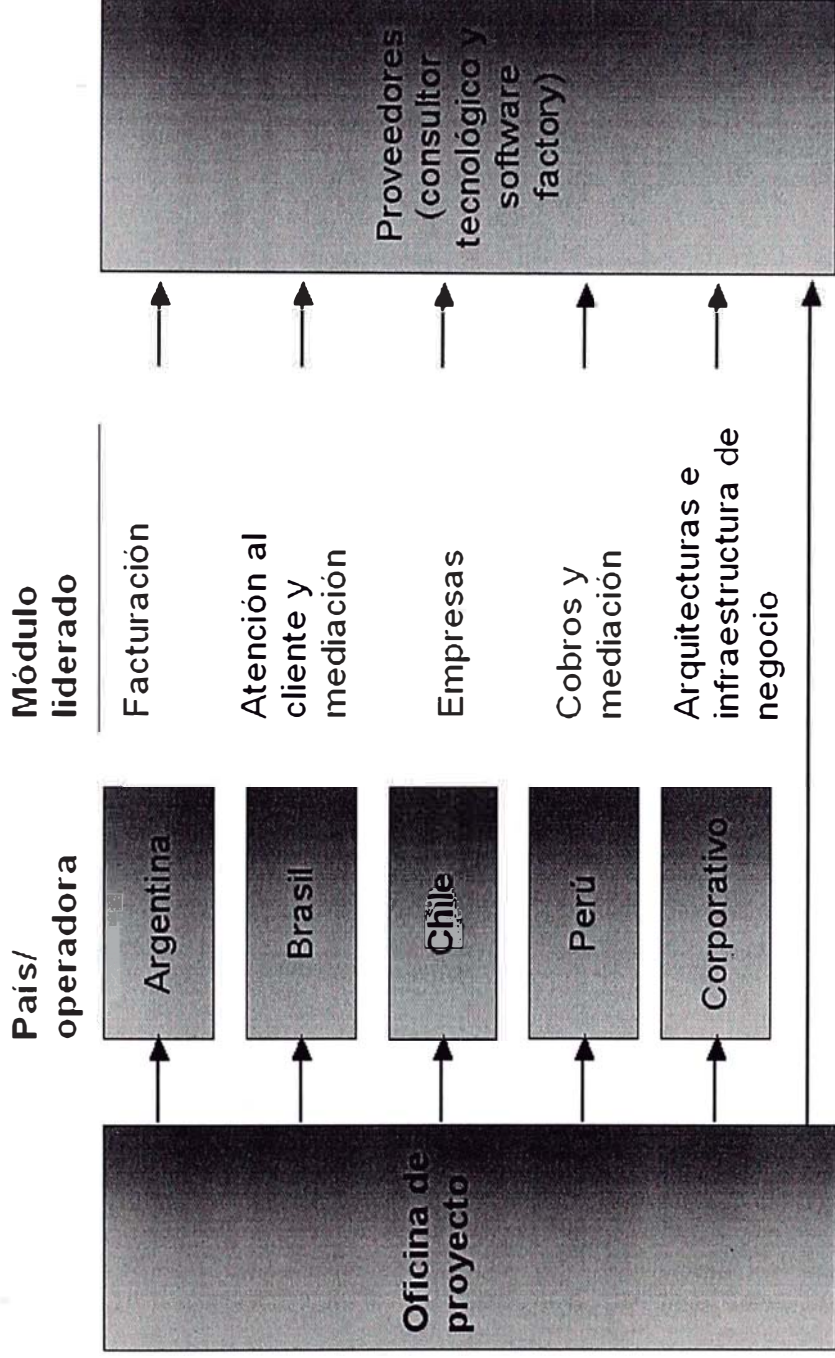 País/
operadora
Módulo
liderado
Oficina de
proyecto
Argentina
Facturación
Brasil
Atención al
cliente y
mediación
Chile
Empresas
Perú
Cobros y
mediación
Corporativo
Arquitecturas e
infraestructura de
negocio
Proveedores
(consultor
tecnológico y
software
factory)